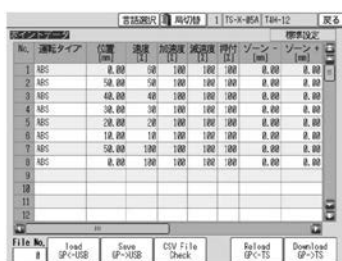 言語選択 局切替 1 TS-X-05A T4H-12 戻る
ポイントデータ 標準設定
No. 運転タイプ 位置[mm] 速度[%] 加速度[%] 減速度[%] 押付[%] ゾーン -[mm] ゾーン +[mm]
1 ABS 0.00 60 100 100 100 0.00 0.00
2 ABS 50.00 50 100 100 100 0.00 0.00
3 ABS 40.00 40 100 100 100 0.00 0.00
4 ABS 30.00 30 100 100 100 0.00 0.00
5 ABS 20.00 20 100 100 100 0.00 0.00
6 ABS 10.00 10 100 100 100 0.00 0.00
7 ABS 50.00 100 100 100 100 0.00 0.00
8 ABS 0.00 100 100 100 100 0.00 0.00
9
10
11
12
File No. load Save CSV File Reload Download
0 GP<-USB GP->USB Check GP<-TS GP->TS